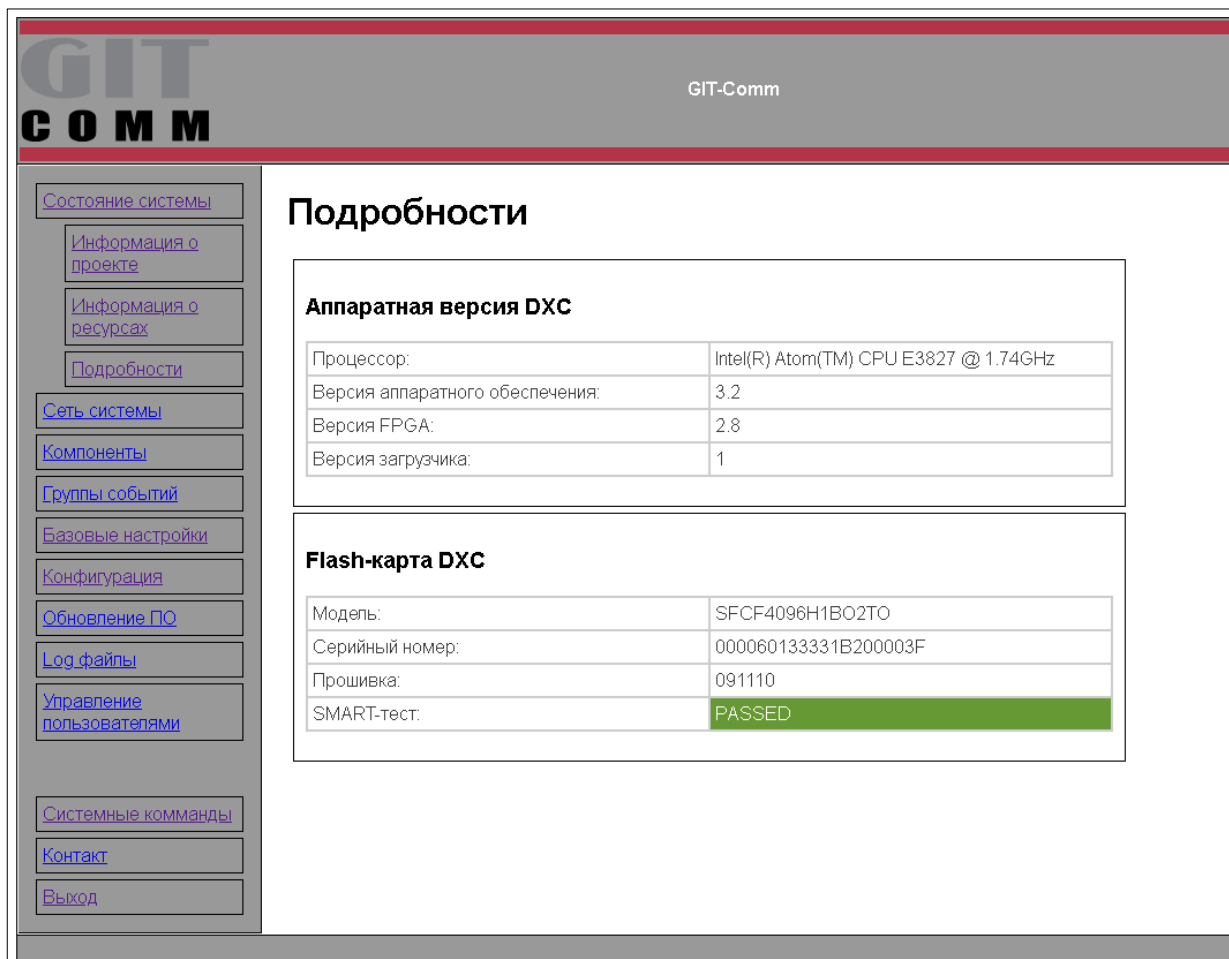 GIT
COMM
GIT-Comm
Состояние системы
Информация о
проекте
Информация о
ресурсах
Подробности
Сеть системы
Компоненты
Группы событий
Базовые настройки
Конфигурация
Обновление ПО
Log файлы
Управление
пользователями
Системные комманды
Контакт
Выход
Подробности
Аппаратная версия DXC
Процессор: Intel(R) Atom(TM) CPU E3827 @ 1.74GHz
Версия аппаратного обеспечения: 3.2
Версия FPGA: 2.8
Версия загрузчика: 1
Flash-карта DXC
Модель: SFCF4096H1BO2TO
Серийный номер: 000060133331B200003F
Прошивка: 091110
SMART-тест: PASSED